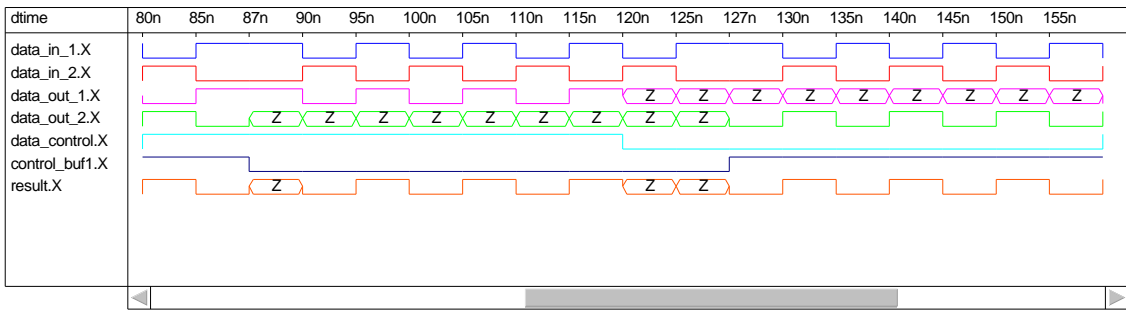 dtime 80n 85n 87n 90n 95n 100n 105n 110n 115n 120n 125n 127n 130n 135n 140n 145n 150n 155n
data_in_1.X
data_in_2.X
data_out_1.X Z Z Z Z Z Z Z Z Z
data_out_2.X Z Z Z Z Z Z Z Z Z
data_control.X
control_buf1.X
result.X Z Z Z